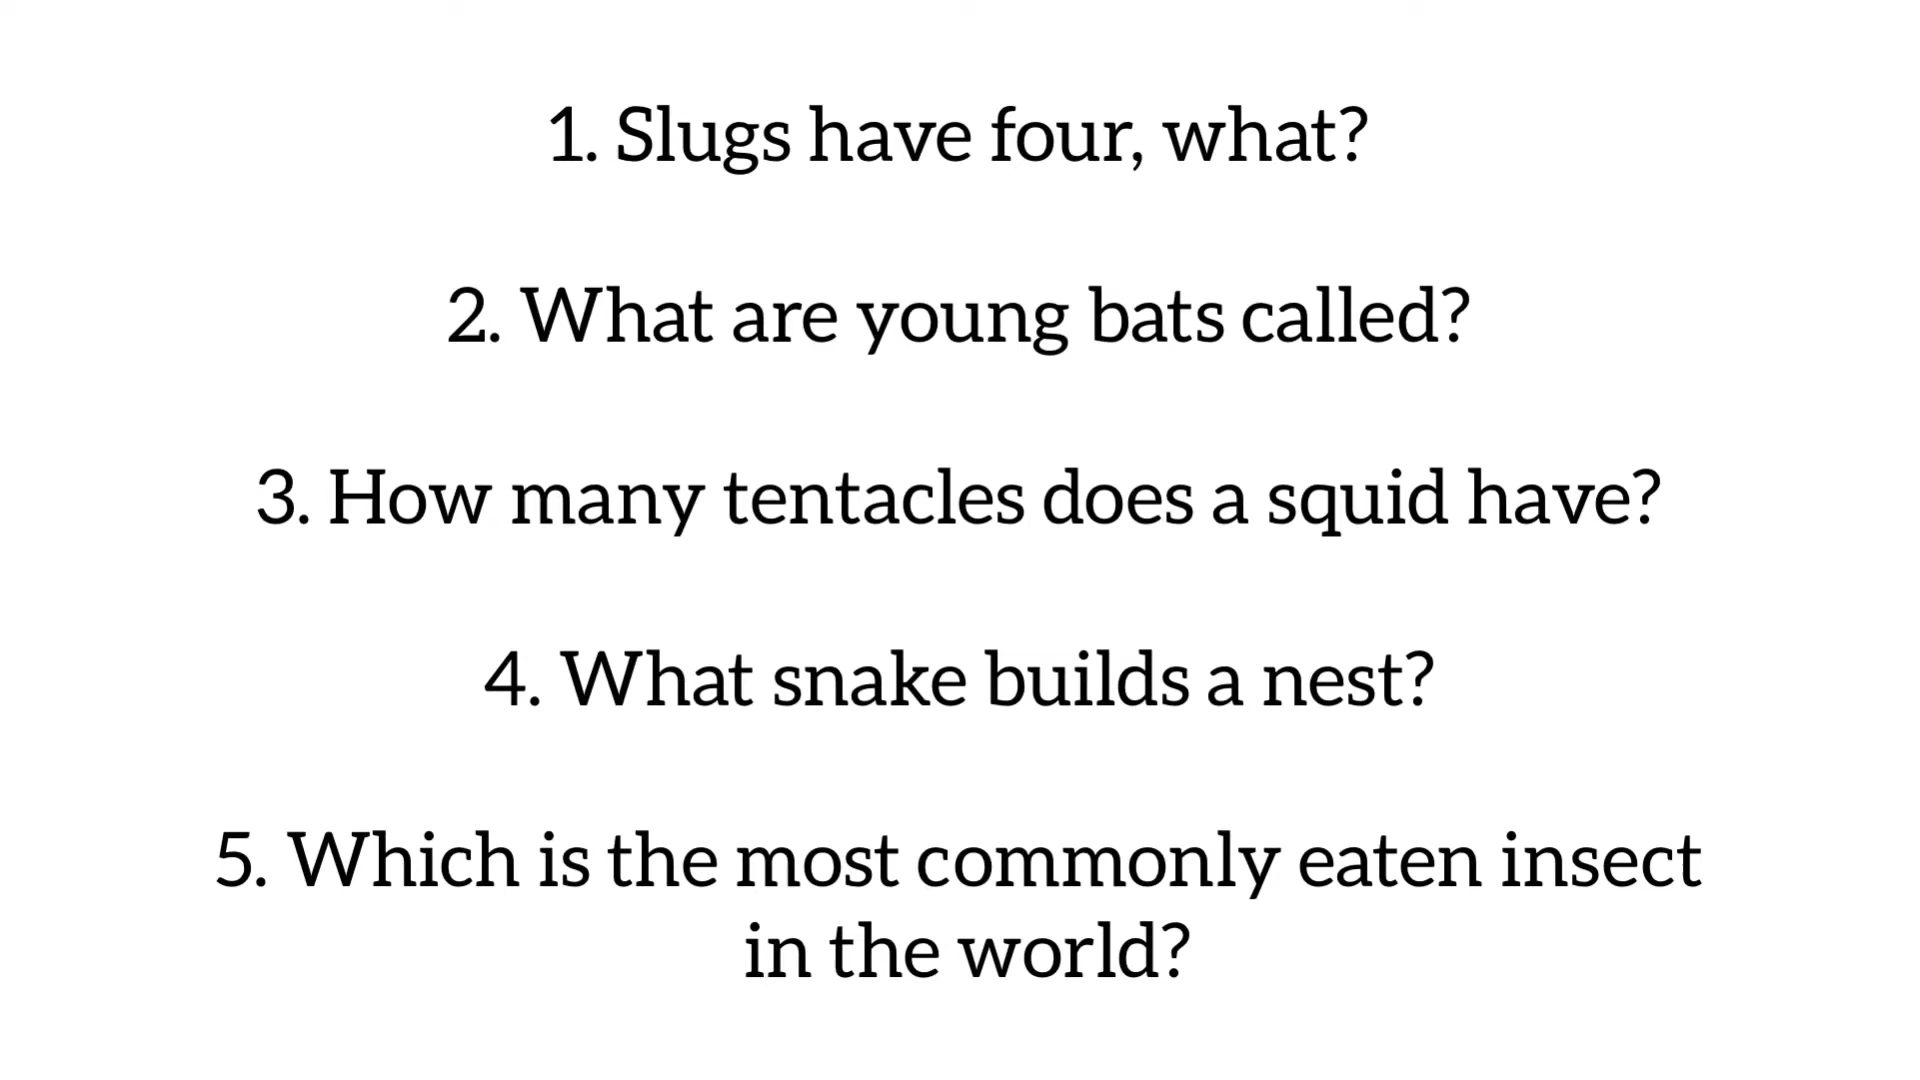 1. Slugs have four, what?
2. What are young bats called?
3. How many tentacles does a squid have?
4. What snake builds a nest?
5. Which is the most commonly eaten insect
in the world?